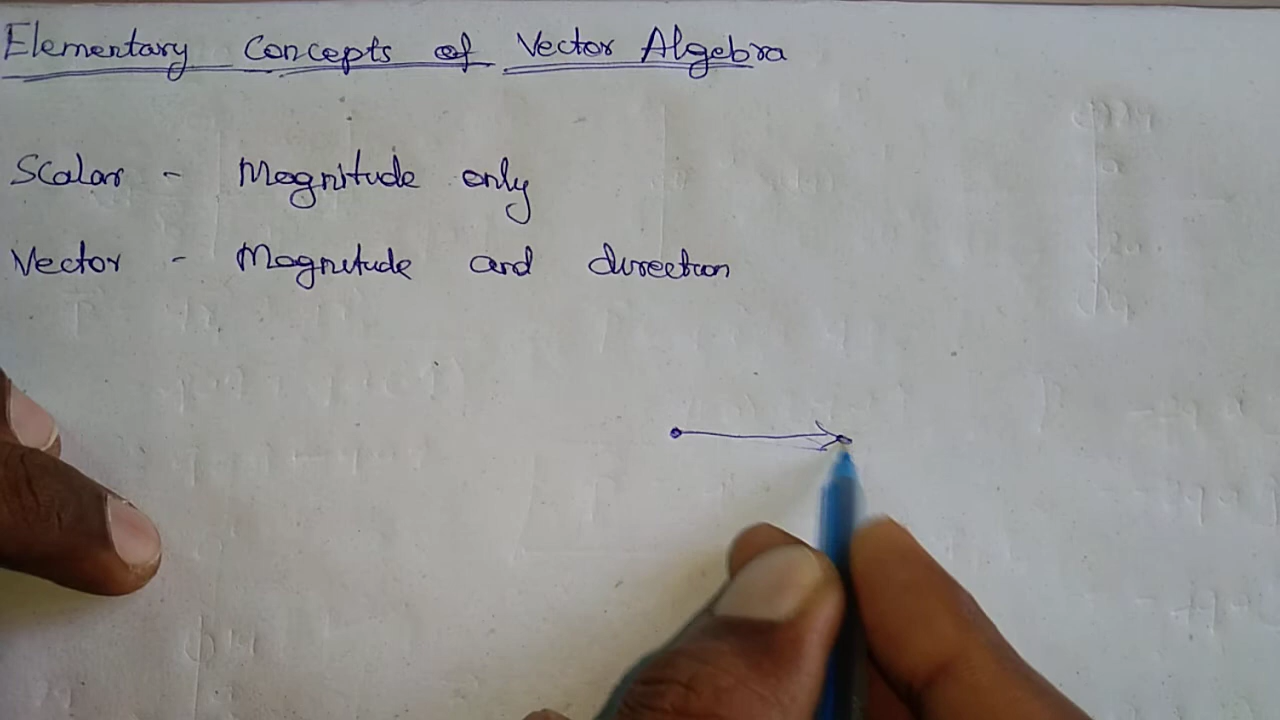 Elementary Concepts of Vector Algebra
Scalar - Magnitude only
Vector - Magnitude and direction